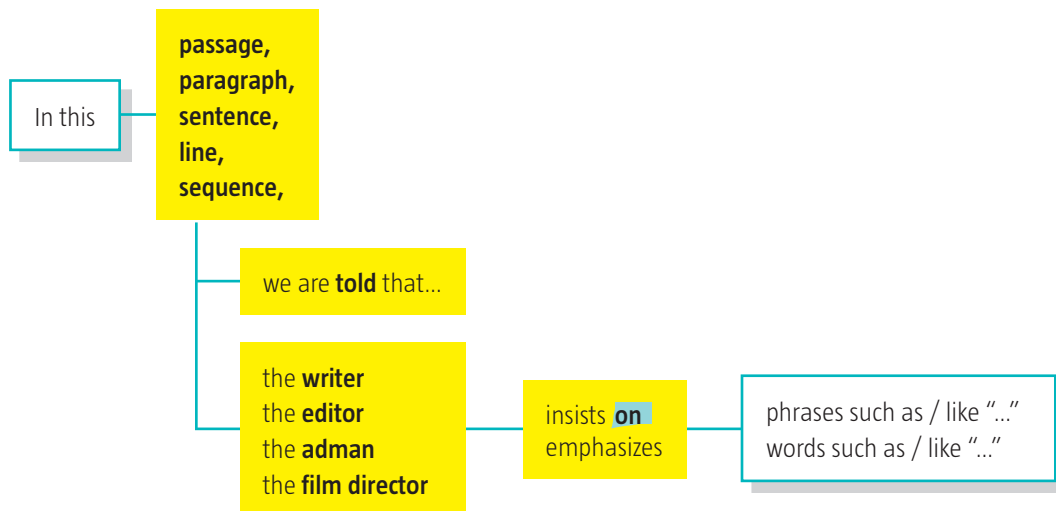 In this
passage,
paragraph,
sentence,
line,
sequence,
we are told that...
the writer
the editor
the adman
the film director
insists on
emphasizes
phrases such as / like “...”
words such as / like “...”